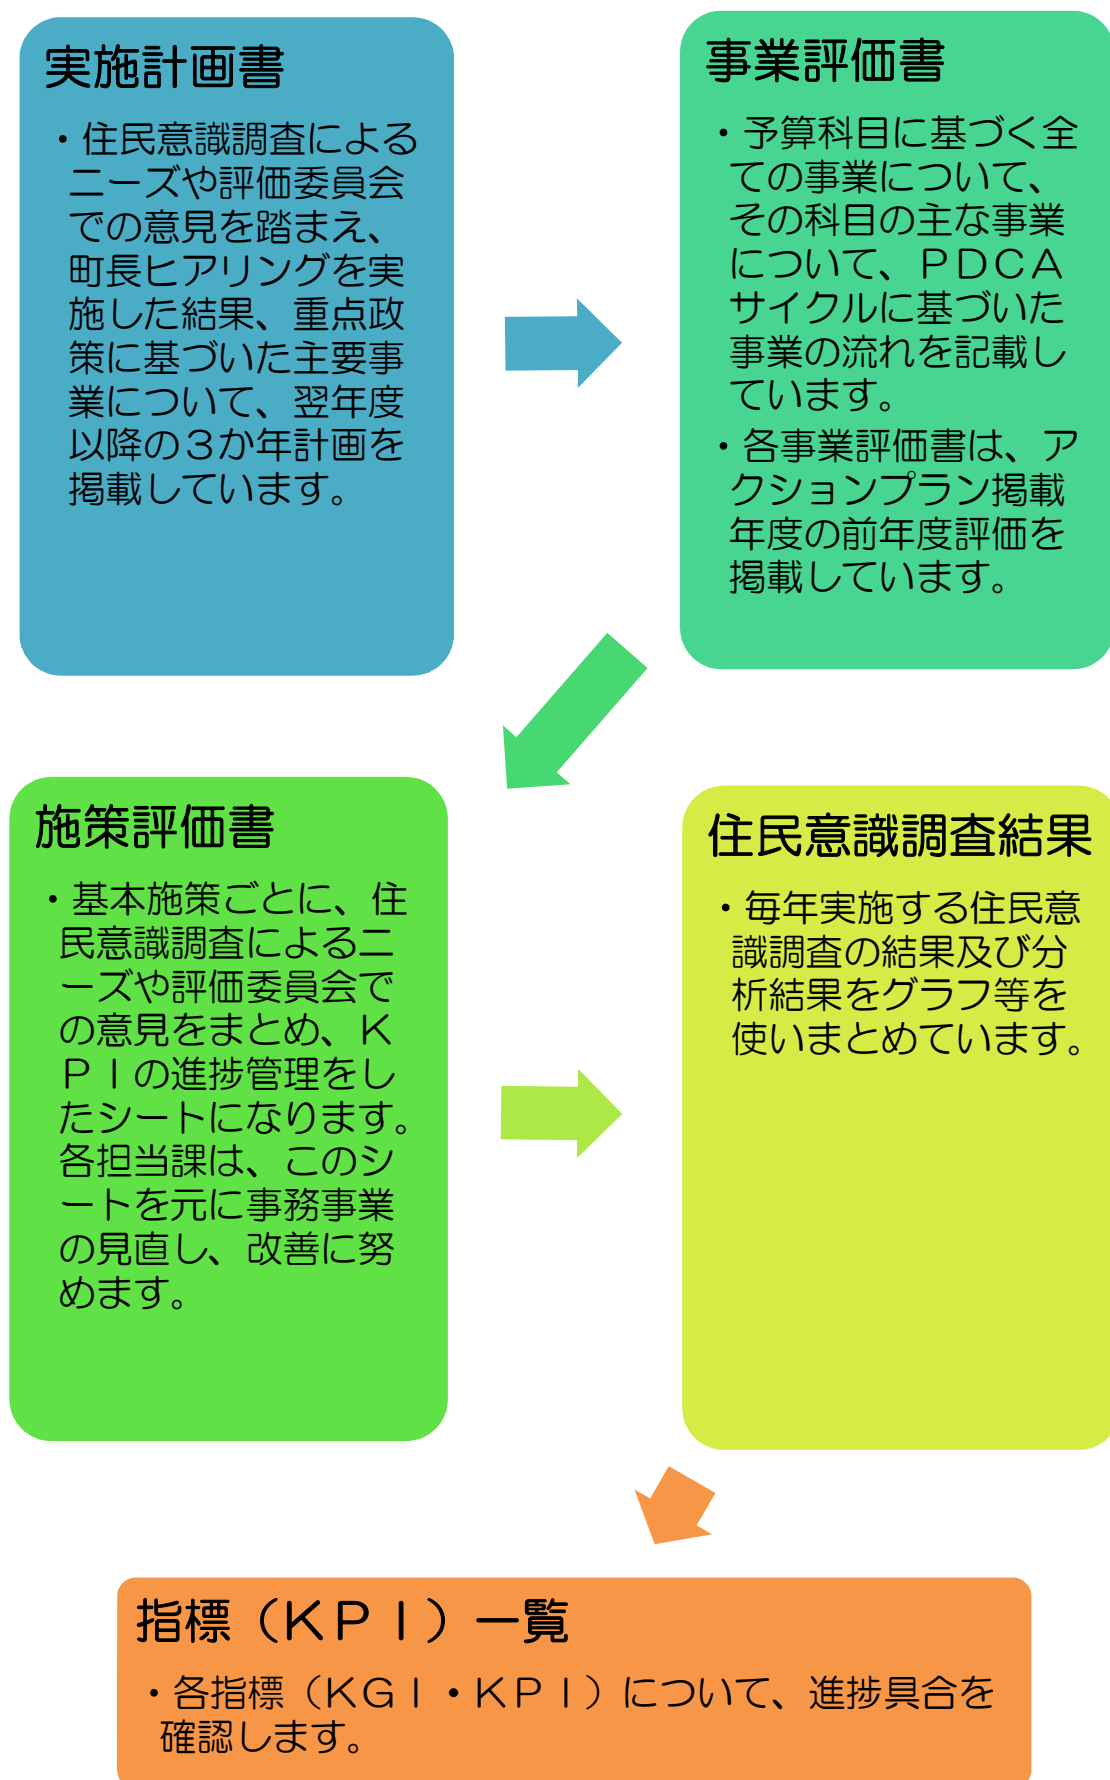 実施計画書
・住民意識調査による
ニーズや評価委員会
での意見を踏まえ、
町長ヒアリングを実
施した結果、重点政
策に基づいた主要事
業について、翌年度
以降の３か年計画を
掲載しています。
事業評価書
・予算科目に基づく全
ての事業について、
その科目の主な事業
について、ＰＤＣＡ
サイクルに基づいた
事業の流れを記載し
ています。
・各事業評価書は、ア
クションプラン掲載
年度の前年度評価を
掲載しています。
施策評価書
・基本施策ごとに、住
民意識調査によるニ
ーズや評価委員会で
の意見をまとめ、Ｋ
ＰＩの進捗管理をし
たシートになります。
各担当課は、このシ
ートを元に事務事業
の見直し、改善に努
めます。
住民意識調査結果
・毎年実施する住民意
識調査の結果及び分
析結果をグラフ等を
使いまとめています。
指標（ＫＰＩ）一覧
・各指標（ＫＧＩ・ＫＰＩ）について、進捗具合を
確認します。